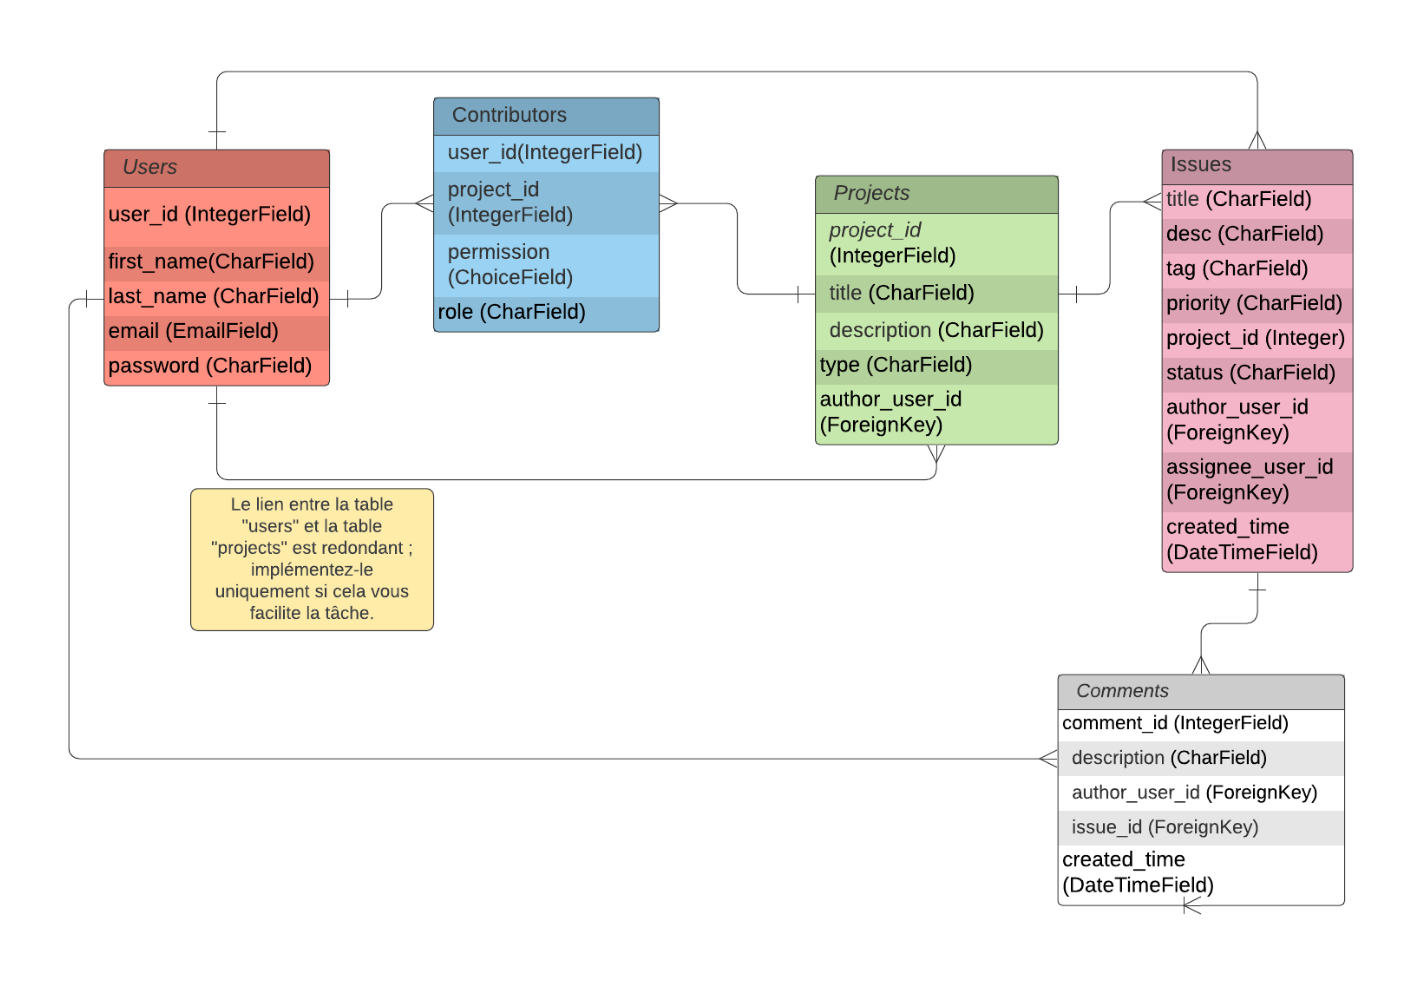 Users
user_id (IntegerField)
first_name(CharField)
last_name (CharField)
email (EmailField)
password (CharField)
Contributors
user_id(IntegerField)
project_id
(IntegerField)
permission
(ChoiceField)
role (CharField)
Projects
project_id
(IntegerField)
title (CharField)
description (CharField)
type (CharField)
author_user_id
(ForeignKey)
Issues
title (CharField)
desc (CharField)
tag (CharField)
priority (CharField)
project_id (Integer)
status (CharField)
author_user_id
(ForeignKey)
assignee_user_id
(ForeignKey)
created_time
(DateTimeField)
Le lien entre la table
"users" et la table
"projects" est redondant ;
implémentez-le
uniquement si cela vous
facilite la tâche.
Comments
comment_id (IntegerField)
description (CharField)
author_user_id (ForeignKey)
issue_id (ForeignKey)
created_time
(DateTimeField)